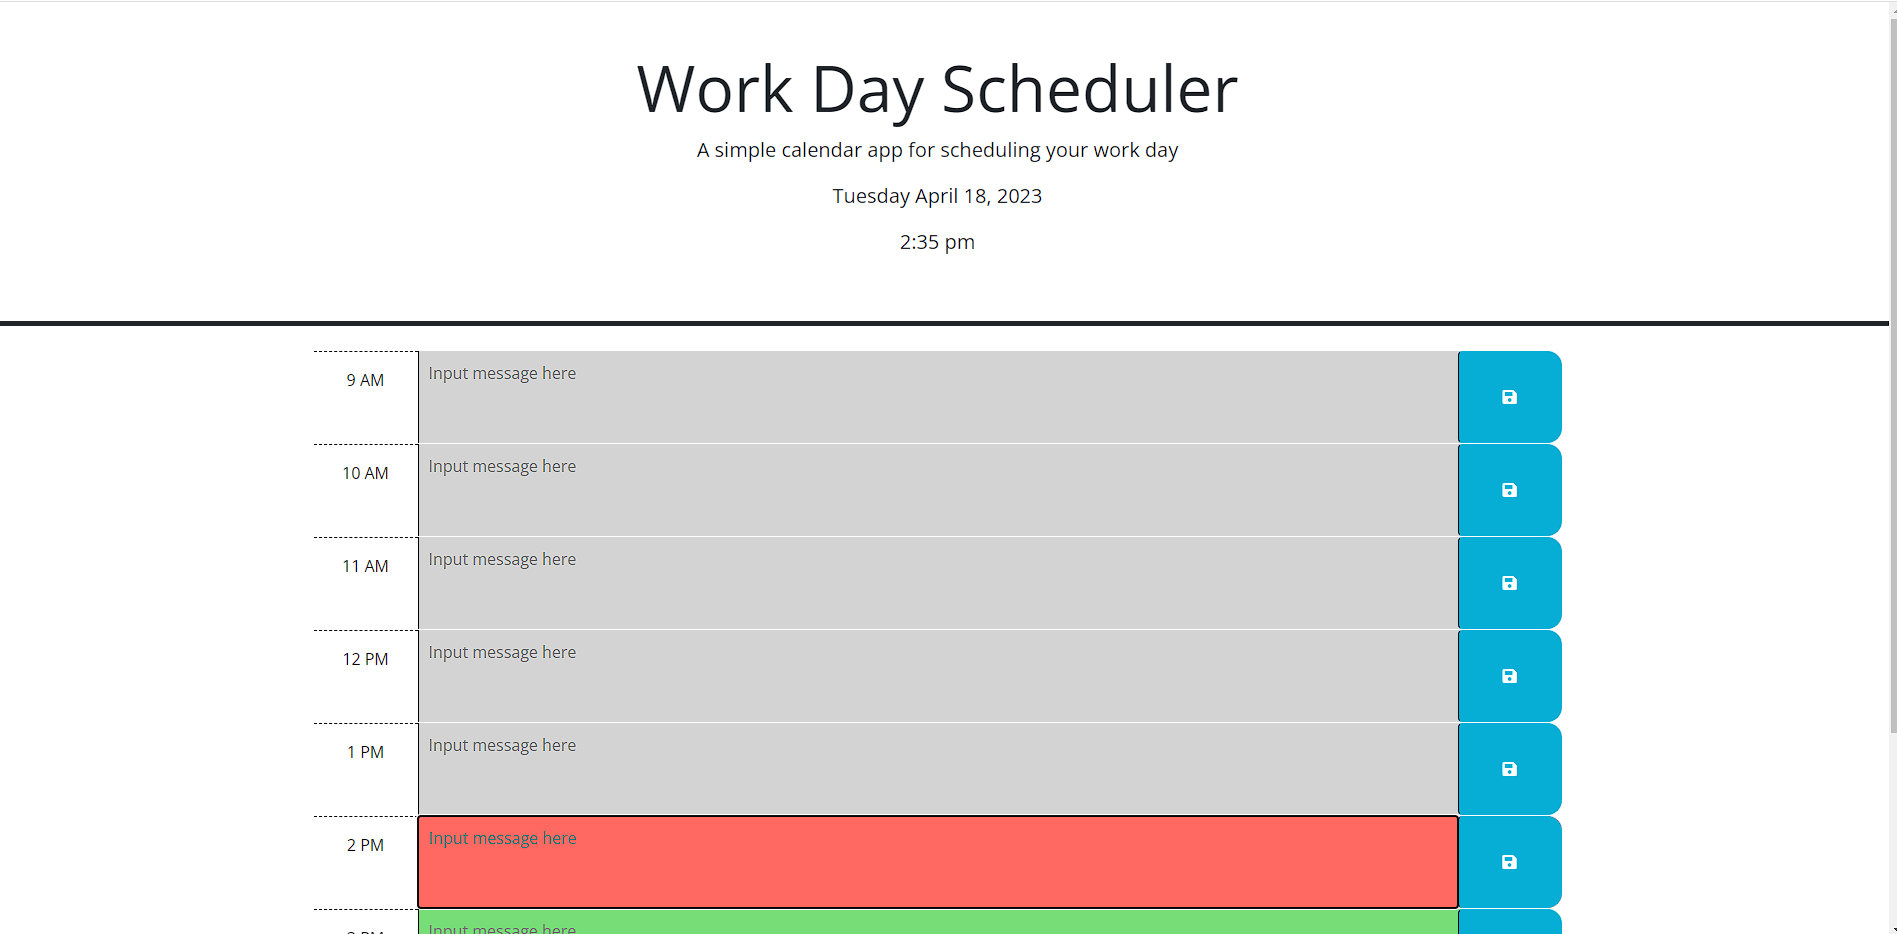 Work Day Scheduler
A simple calendar app for scheduling your work day
Tuesday April 18, 2023
2:35 pm
9 AM
Input message here
10 AM
Input message here
11 AM
Input message here
12 PM
Input message here
1 PM
Input message here
2 PM
Input message here
Input message here